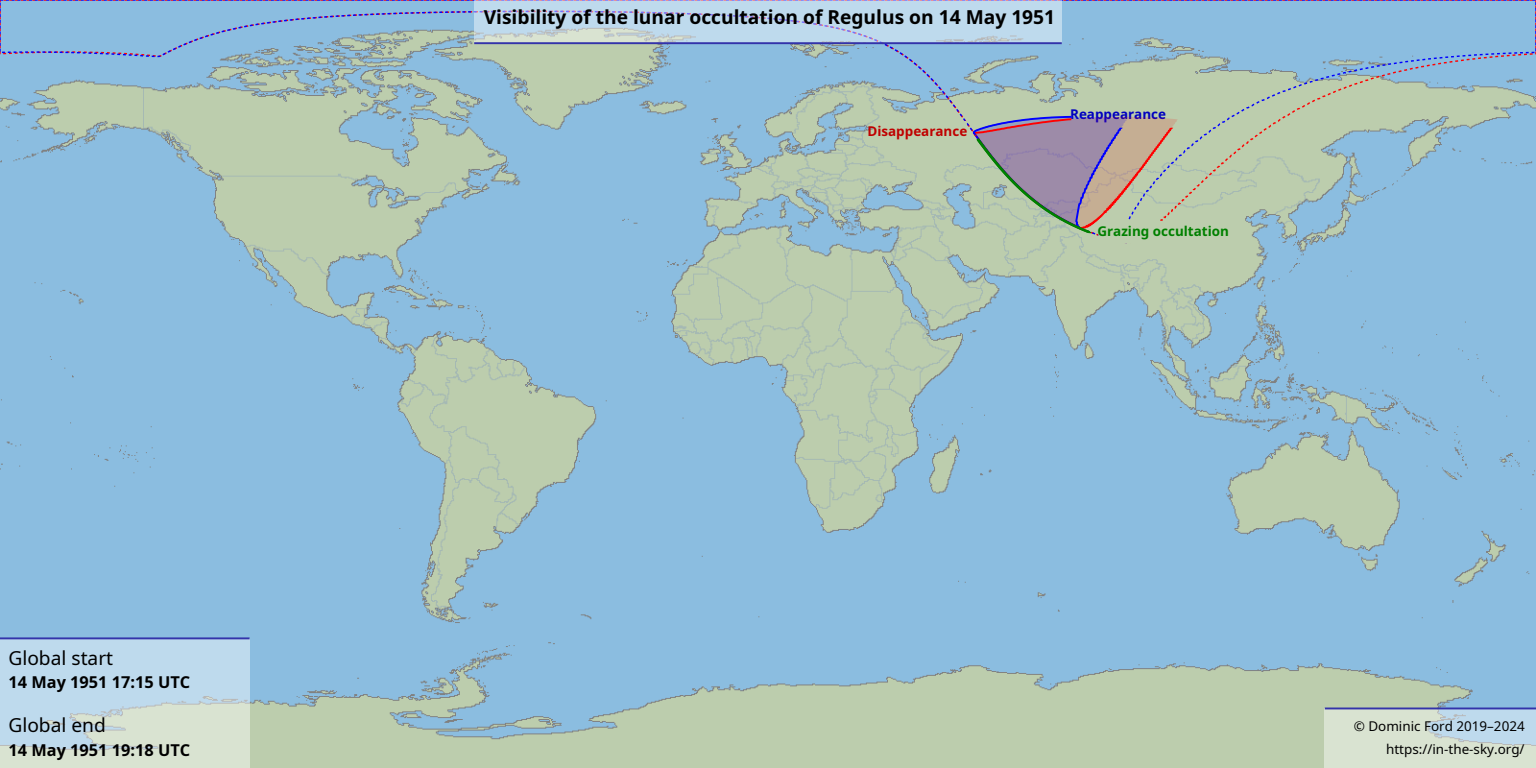 Visibility of the lunar occultation of Regulus on 14 May 1951
Reappearance
Disappearance
Grazing occultation
Global start
14 May 1951 17:15 UTC
Global end
14 May 1951 19:18 UTC
© Dominic Ford 2019–2024
https://in-the-sky.org/